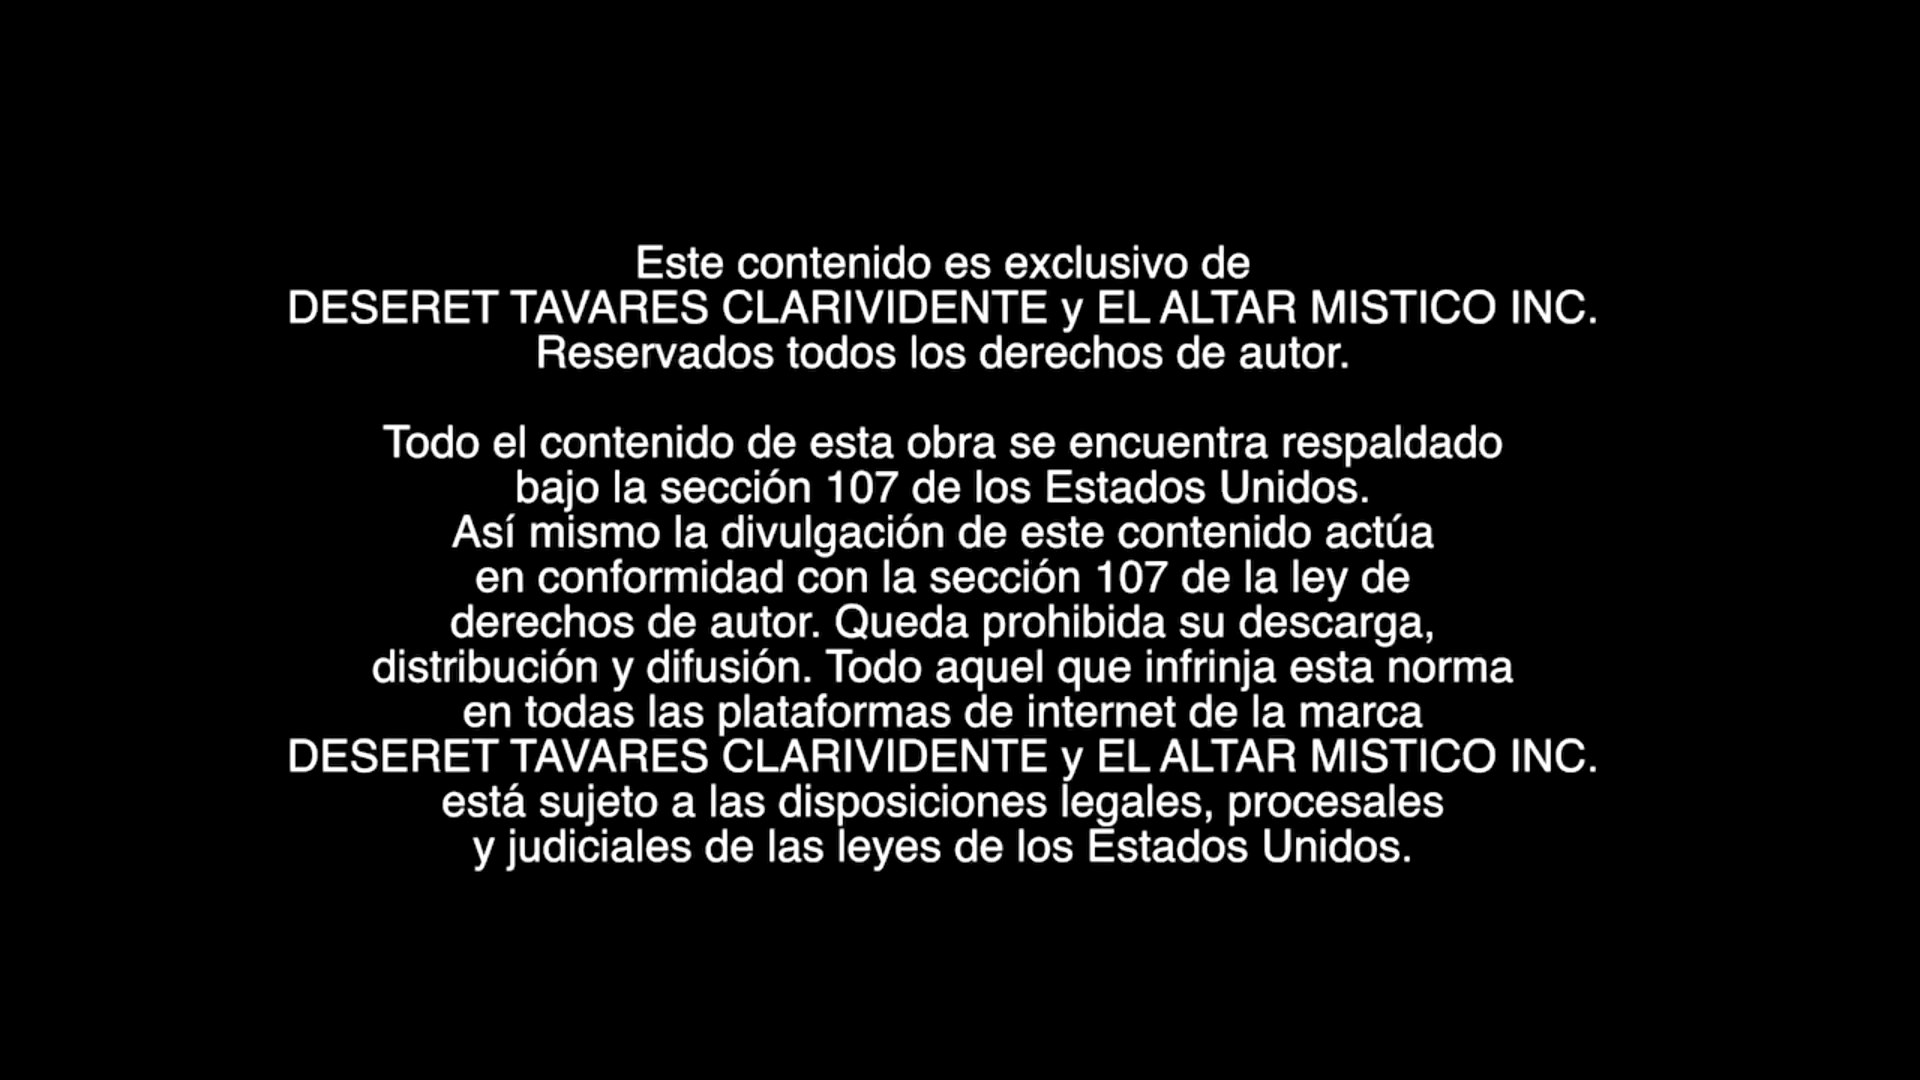 Este contenido es exclusivo de
DESERET TAVARES CLARIVIDENTE y EL ALTAR MISTICO INC.
Reservados todos los derechos de autor.
Todo el contenido de esta obra se encuentra respaldado
bajo la sección 107 de los Estados Unidos.
Así mismo la divulgación de este contenido actúa
en conformidad con la sección 107 de la ley de
derechos de autor. Queda prohibida su descarga,
distribución y difusión. Todo aquel que infrinja esta norma
en todas las plataformas de internet de la marca
DESERET TAVARES CLARIVIDENTE y EL ALTAR MISTICO INC.
está sujeto a las disposiciones legales, procesales
y judiciales de las leyes de los Estados Unidos.